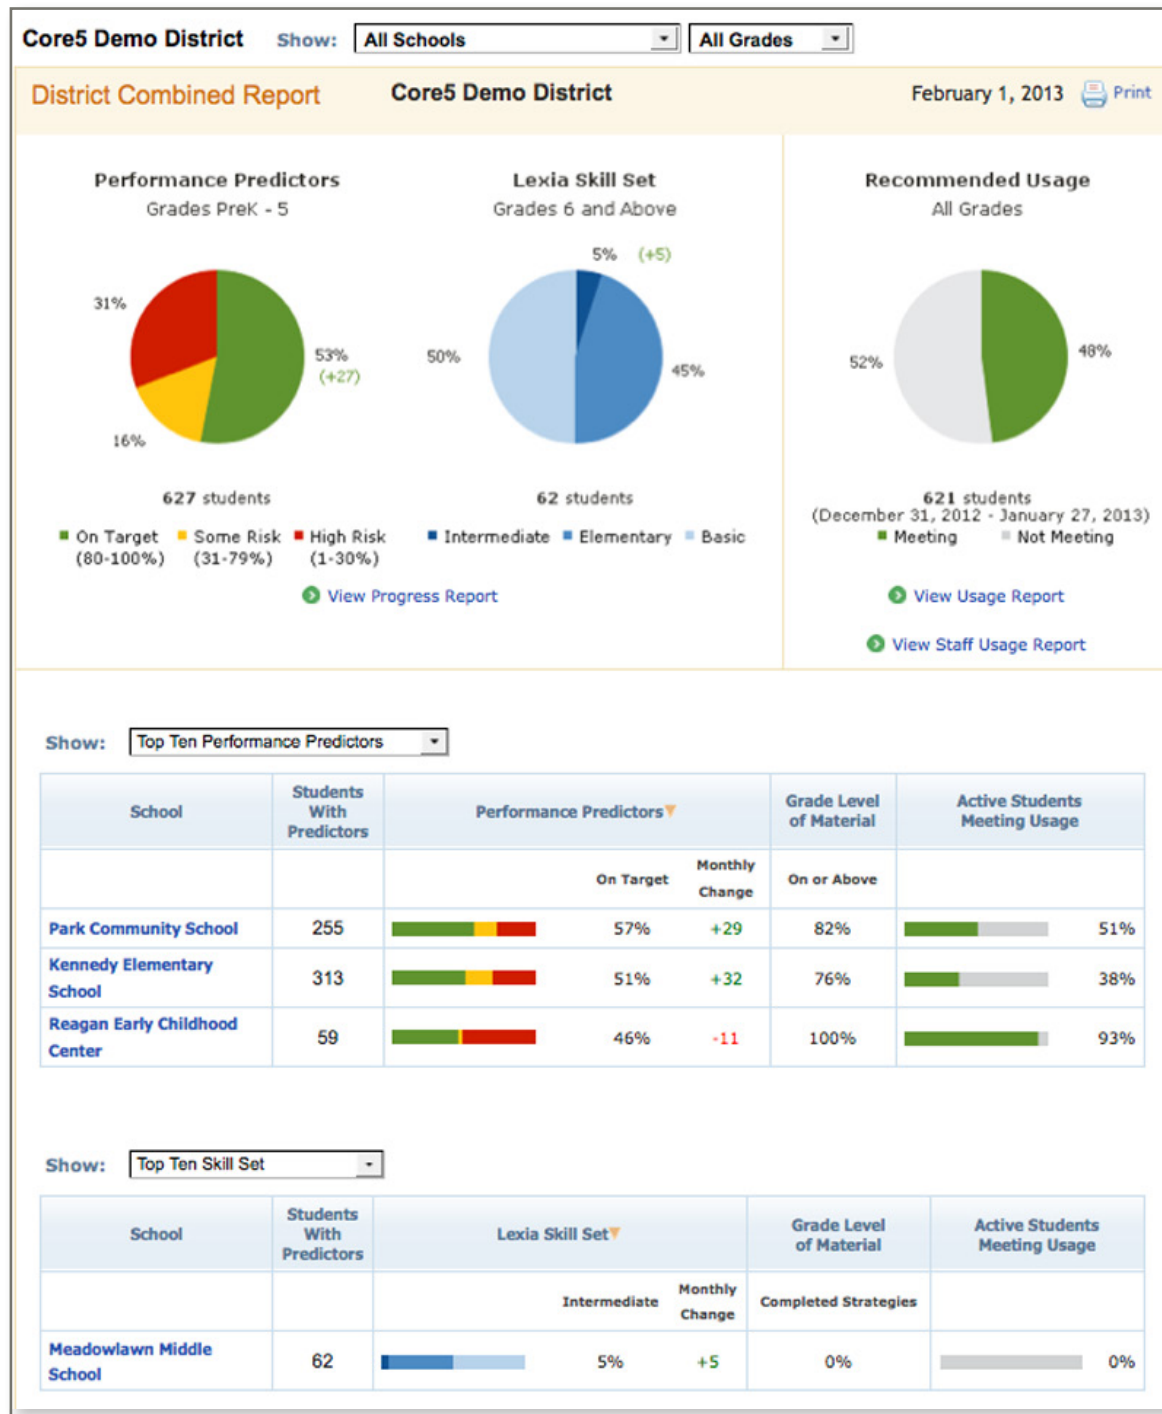 Core5 Demo District Show: All Schools All Grades
District Combined Report Core5 Demo District February 1, 2013 Print
Performance Predictors
Grades PreK - 5
31%
53%
(+27)
16%
627 students
On Target Some Risk High Risk
(80-100%) (31-79%) (1-30%)
Lexia Skill Set
Grades 6 and Above
5% (+5)
50%
45%
62 students
Intermediate Elementary Basic
View Progress Report
Recommended Usage
All Grades
52%
48%
621 students
(December 31, 2012 - January 27, 2013)
Meeting Not Meeting
View Usage Report
View Staff Usage Report
Show: Top Ten Performance Predictors
School Students With Predictors Performance Predictors Grade Level of Material Active Students Meeting Usage
On Target Monthly Change On or Above
Park Community School 255 57% +29 82% 51%
Kennedy Elementary School 313 51% +32 76% 38%
Reagan Early Childhood Center 59 46% -11 100% 93%
Show: Top Ten Skill Set
School Students With Predictors Lexia Skill Set Grade Level of Material Active Students Meeting Usage
Intermediate Monthly Change Completed Strategies
Meadowlawn Middle School 62 5% +5 0% 0%